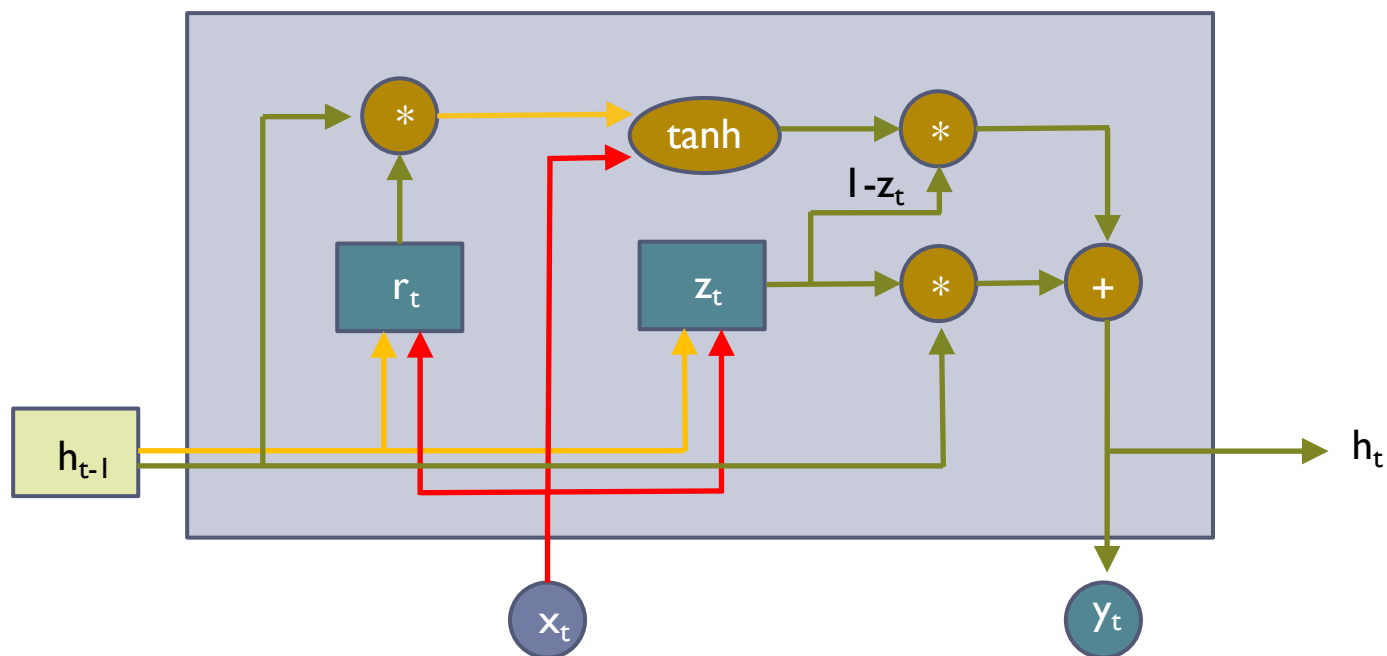 * tanh *
1-zₜ
rₜ zₜ * +
hₜ₋₁ hₜ
xₜ yₜ